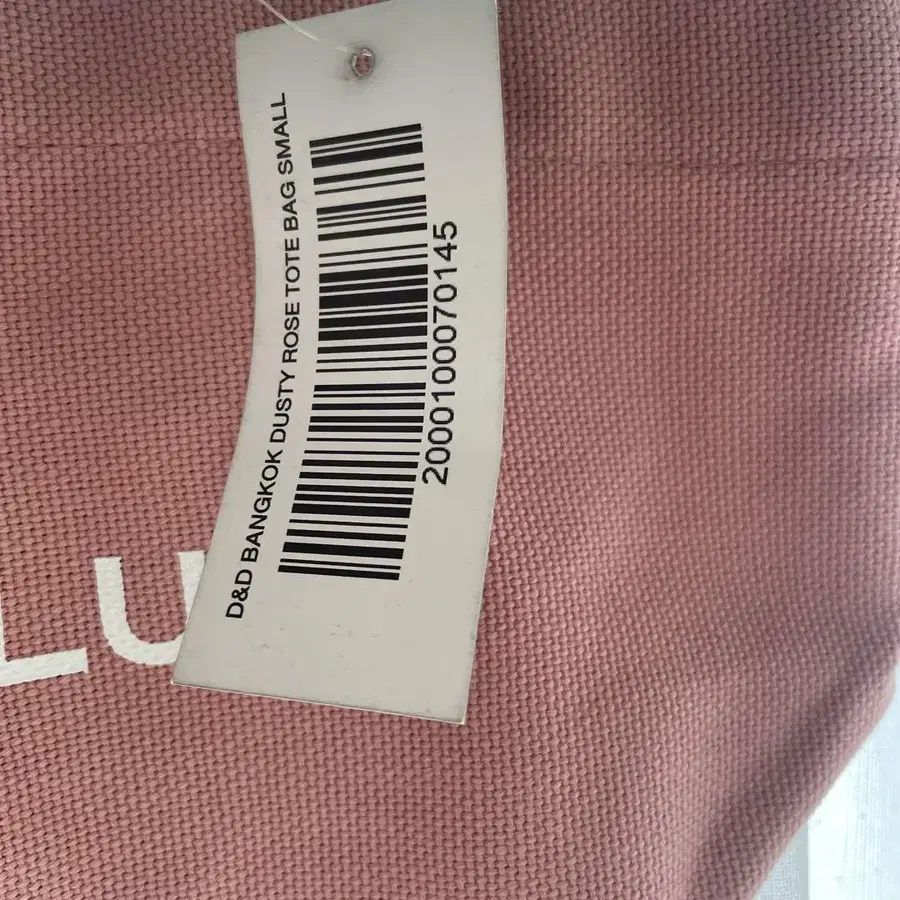 D&D BANGKOK DUSTY ROSE TOTE BAG SMALL
2000100070145
LU